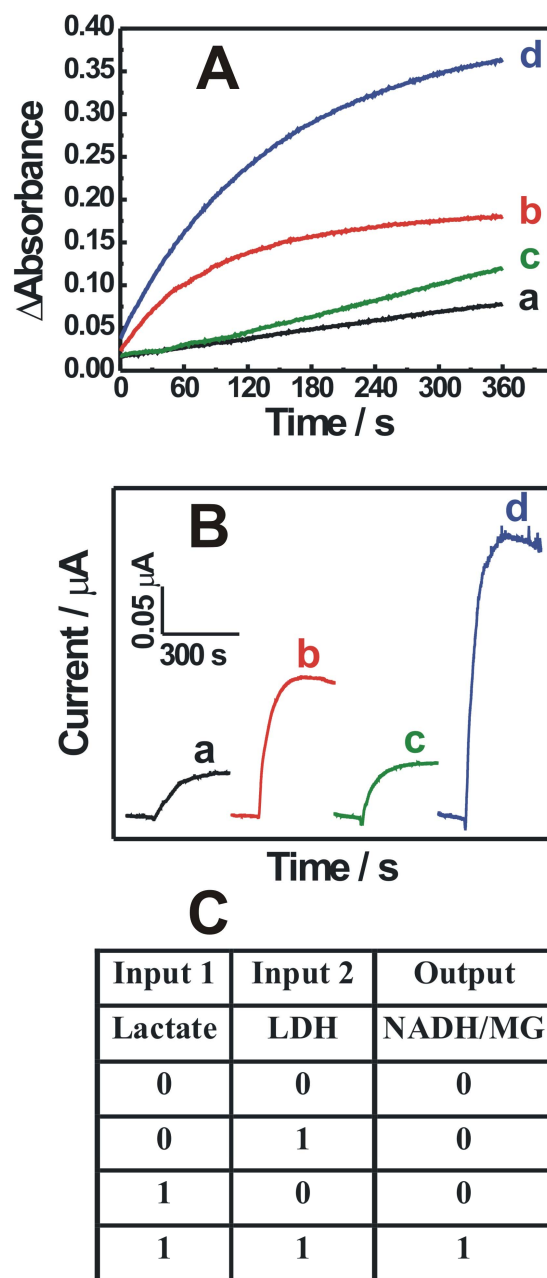 A
0.40
0.35
0.30
0.25
0.20
0.15
0.10
0.05
0.00
ΔAbsorbance
d
b
c
a
0 60 120 180 240 300 360
Time / s
B
Current / μA
0.05 μA
300 s
a
b
c
d
Time / s
C
Input 1 Input 2 Output
Lactate LDH NADH/MG
0 0 0
0 1 0
1 0 0
1 1 1